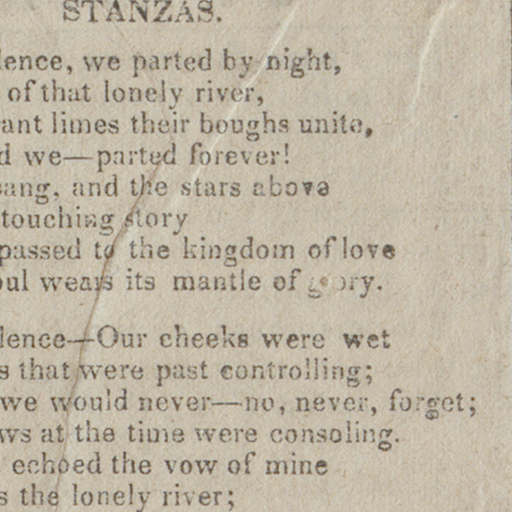 STANZAS.
lence, we parted by night,
of that lonely river,
ant limes their boughs unite,
d we—parted forever!
sang, and the stars above
touching story
passed to the kingdom of love
oul wears its mantle of glory.
lence—Our cheeks were wet
s that were past controlling;
we would never—no, never, forget;
ws at the time were consoling.
echoed the vow of mine
s the lonely river;